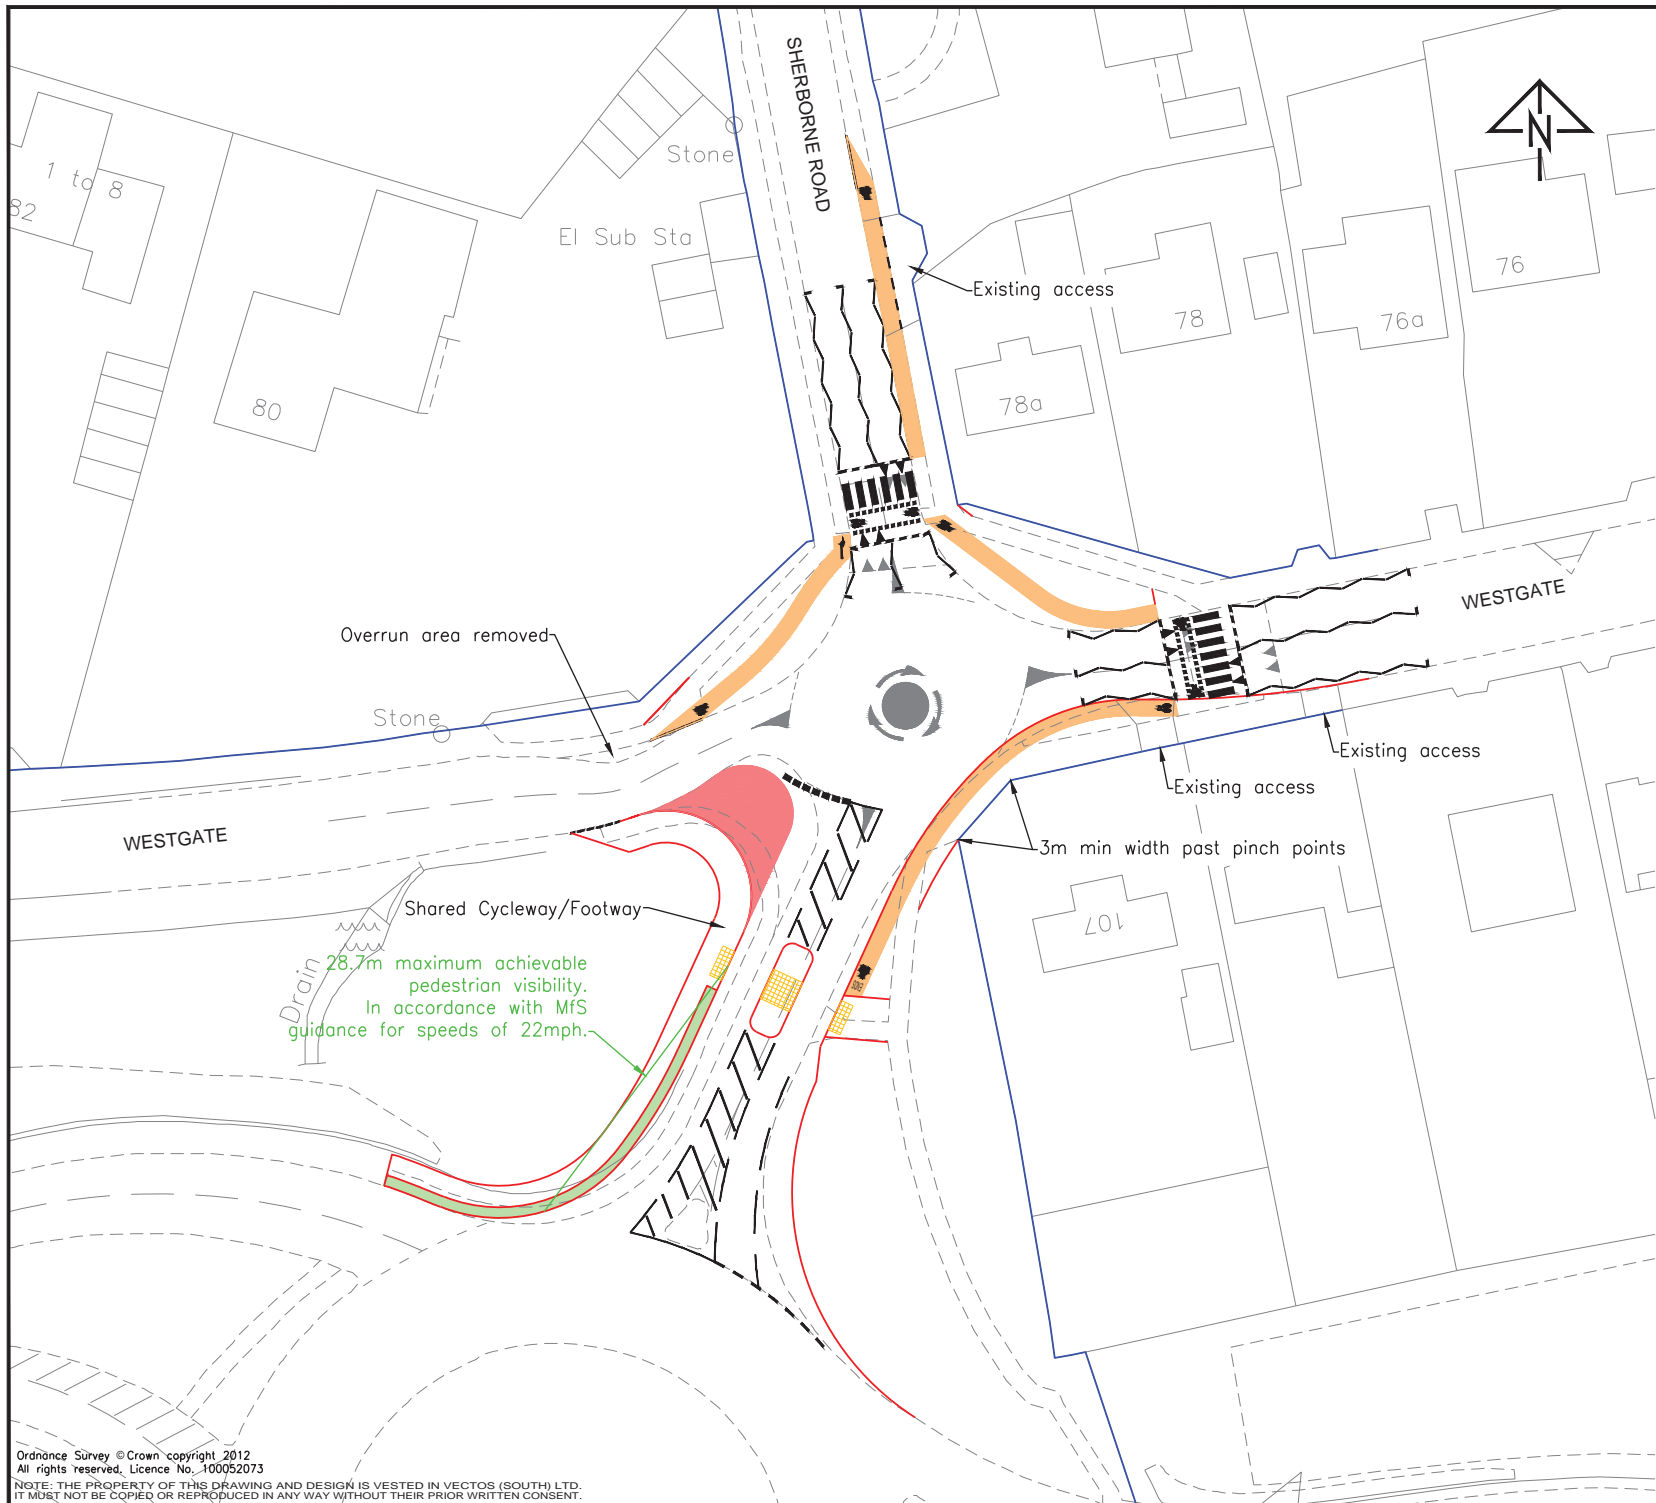 SHERBORNE ROAD
N
Stone
1 to 8
82
El Sub Sta
Existing access
76
78
76a
78a
80
WESTGATE
Overrun area removed
Stone
Existing access
Existing access
WESTGATE
3m min width past pinch points
Shared Cycleway/Footway
107
28.7m maximum achievable
pedestrian visibility.
In accordance with MfS
guidance for speeds of 22mph.
Drain
END
Ordnance Survey © Crown copyright 2012
All rights reserved. Licence No. 100052073
NOTE: THE PROPERTY OF THIS DRAWING AND DESIGN IS VESTED IN VECTOS (SOUTH) LTD.
IT MUST NOT BE COPIED OR REPRODUCED IN ANY WAY WITHOUT THEIR PRIOR WRITTEN CONSENT.